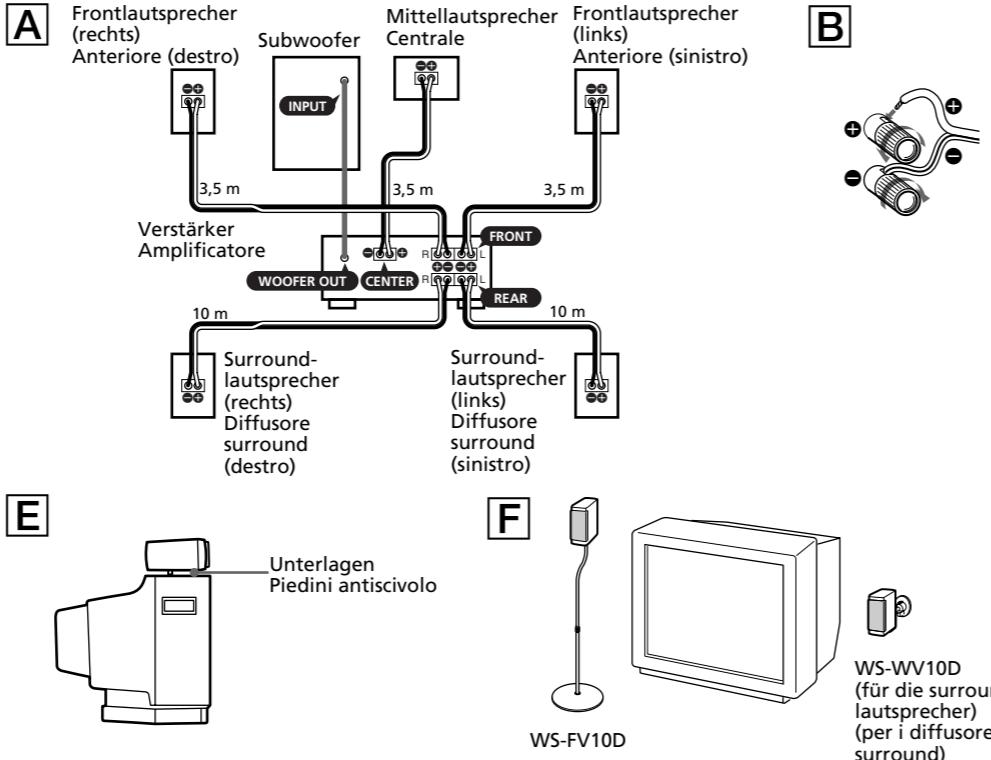 A
Frontlautsprecher
(rechts)
Anteriore (destro)
Subwoofer
Mittellautsprecher
Centrale
Frontlautsprecher
(links)
Anteriore (sinistro)
INPUT
3,5 m
3,5 m
3,5 m
Verstärker
Amplificatore
FRONT
R L
WOOFER OUT
CENTER
R L
REAR
10 m
10 m
Surround-
lautsprecher
(rechts)
Diffusore
surround
(destro)
Surround-
lautsprecher
(links)
Diffusore
surround
(sinistro)
B
E
Unterlagen
Piedini antiscivolo
F
WS-FV10D
WS-WV10D
(für die surroun
lautsprecher)
(per i diffusore
surround)